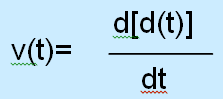 d[d(t)]
v(t)=
dt